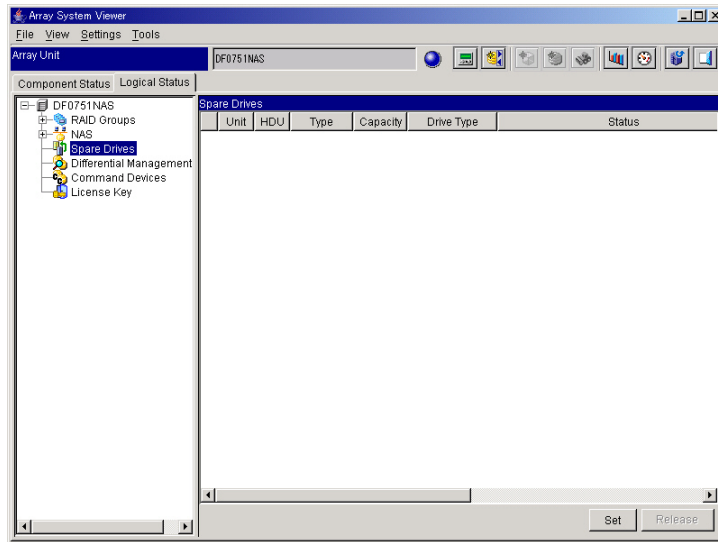 Array System Viewer
File View Settings Tools
Array Unit DF0751NAS
Component Status Logical Status
DF0751NAS
RAID Groups
NAS
Spare Drives
Differential Management
Command Devices
License Key
Spare Drives
Unit HDU Type Capacity Drive Type Status
Set Release